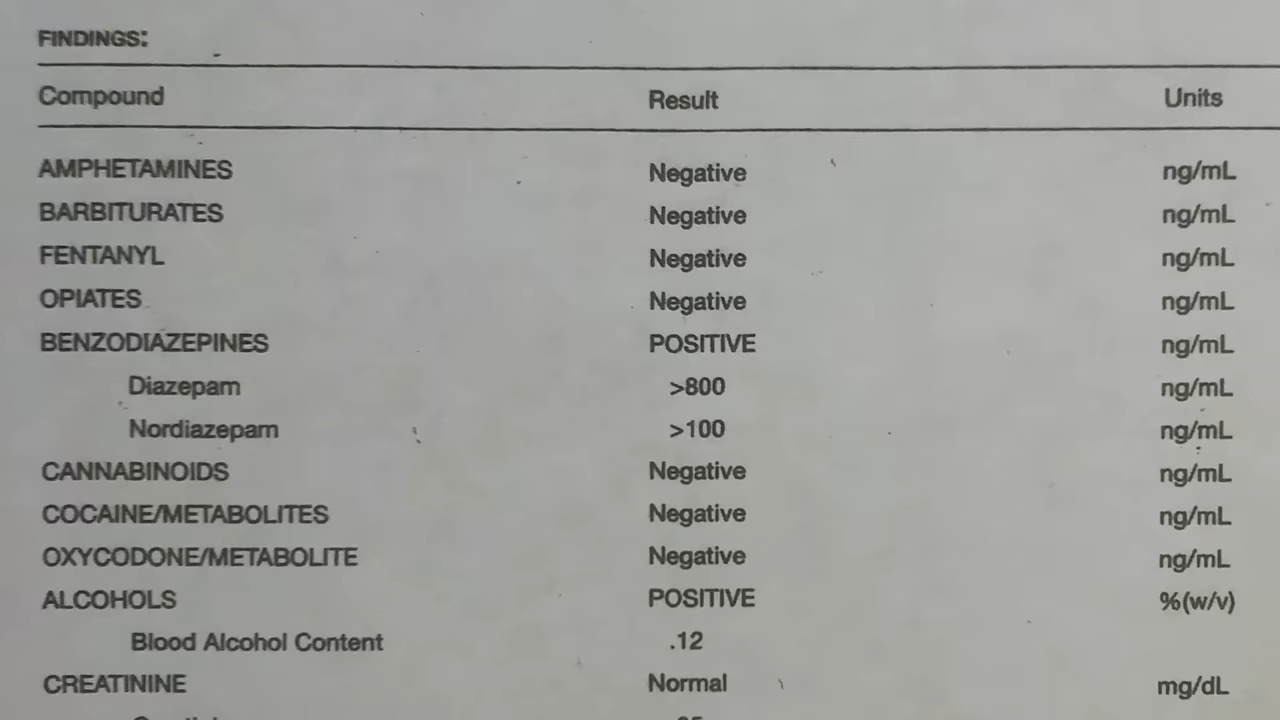 FINDINGS:
Compound Result Units
AMPHETAMINES Negative ng/mL
BARBITURATES Negative ng/mL
FENTANYL Negative ng/mL
OPIATES Negative ng/mL
BENZODIAZEPINES POSITIVE ng/mL
Diazepam >800 ng/mL
Nordiazepam >100 ng/mL
CANNABINOIDS Negative ng/mL
COCAINE/METABOLITES Negative ng/mL
OXYCODONE/METABOLITE Negative ng/mL
ALCOHOLS POSITIVE %(w/v)
Blood Alcohol Content .12
CREATININE Normal mg/dL